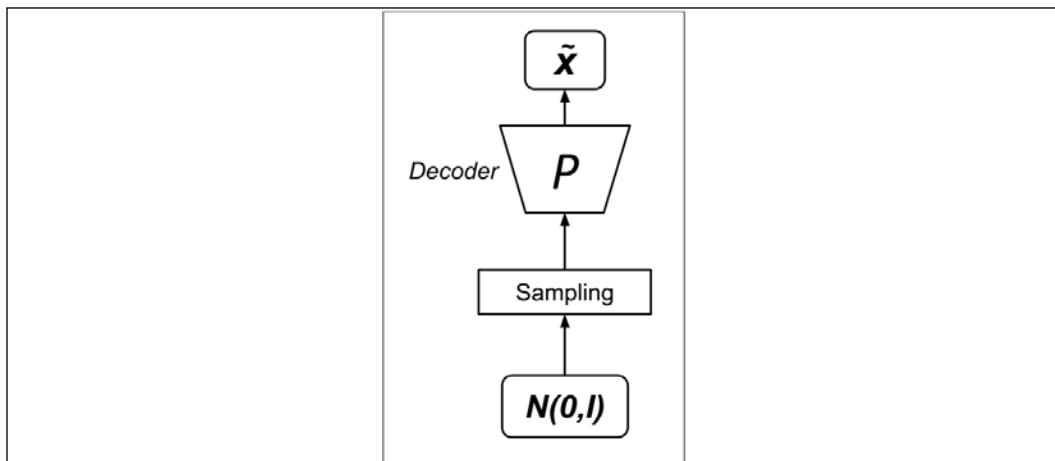 x̃
Decoder
P
Sampling
N(0,I)